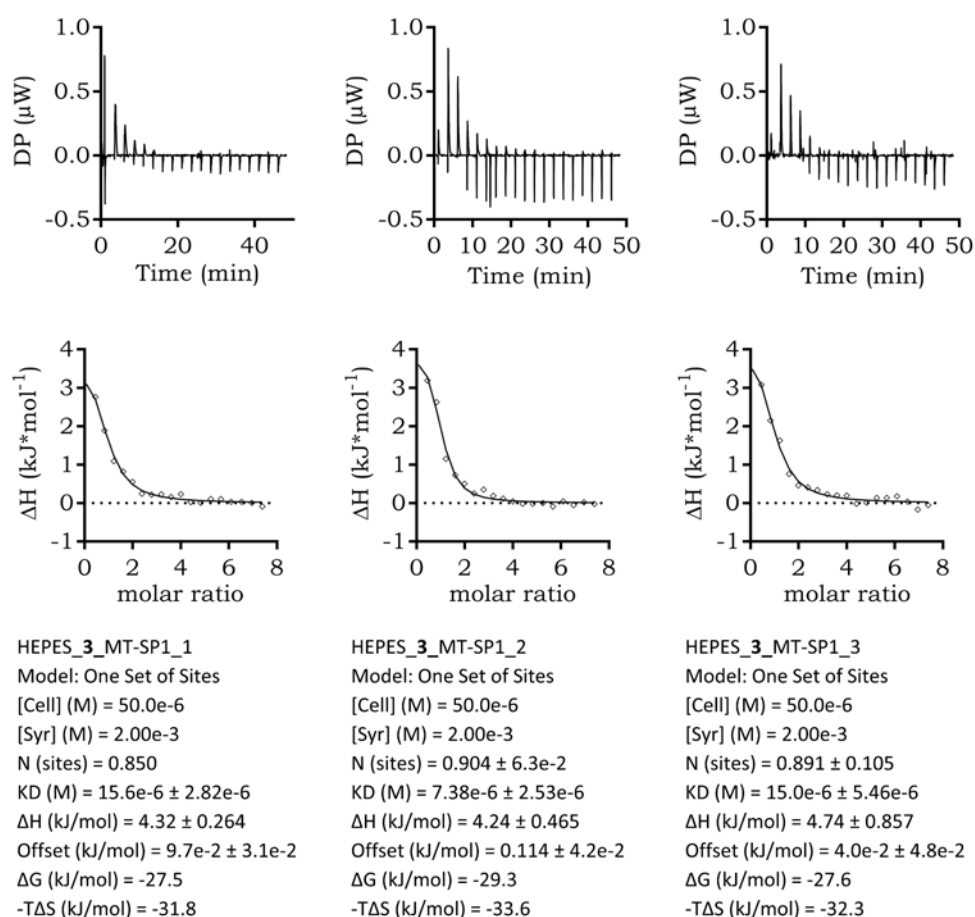 1.0
0.5
0.0
-0.5
DP (µW)
0 20 40
Time (min)
1.0
0.5
0.0
-0.5
DP (µW)
0 10 20 30 40 50
Time (min)
1.0
0.5
0.0
-0.5
DP (µW)
0 10 20 30 40 50
Time (min)
4
3
2
1
0
-1
ΔH (kJ*mol⁻¹)
0 2 4 6 8
molar ratio
4
3
2
1
0
-1
ΔH (kJ*mol⁻¹)
0 2 4 6 8
molar ratio
4
3
2
1
0
-1
ΔH (kJ*mol⁻¹)
0 2 4 6 8
molar ratio
HEPES_3_MT-SP1_1
Model: One Set of Sites
[Cell] (M) = 50.0e-6
[Syr] (M) = 2.00e-3
N (sites) = 0.850
KD (M) = 15.6e-6 ± 2.82e-6
ΔH (kJ/mol) = 4.32 ± 0.264
Offset (kJ/mol) = 9.7e-2 ± 3.1e-2
ΔG (kJ/mol) = -27.5
-TΔS (kJ/mol) = -31.8
HEPES_3_MT-SP1_2
Model: One Set of Sites
[Cell] (M) = 50.0e-6
[Syr] (M) = 2.00e-3
N (sites) = 0.904 ± 6.3e-2
KD (M) = 7.38e-6 ± 2.53e-6
ΔH (kJ/mol) = 4.24 ± 0.465
Offset (kJ/mol) = 0.114 ± 4.2e-2
ΔG (kJ/mol) = -29.3
-TΔS (kJ/mol) = -33.6
HEPES_3_MT-SP1_3
Model: One Set of Sites
[Cell] (M) = 50.0e-6
[Syr] (M) = 2.00e-3
N (sites) = 0.891 ± 0.105
KD (M) = 15.0e-6 ± 5.46e-6
ΔH (kJ/mol) = 4.74 ± 0.857
Offset (kJ/mol) = 4.0e-2 ± 4.8e-2
ΔG (kJ/mol) = -27.6
-TΔS (kJ/mol) = -32.3